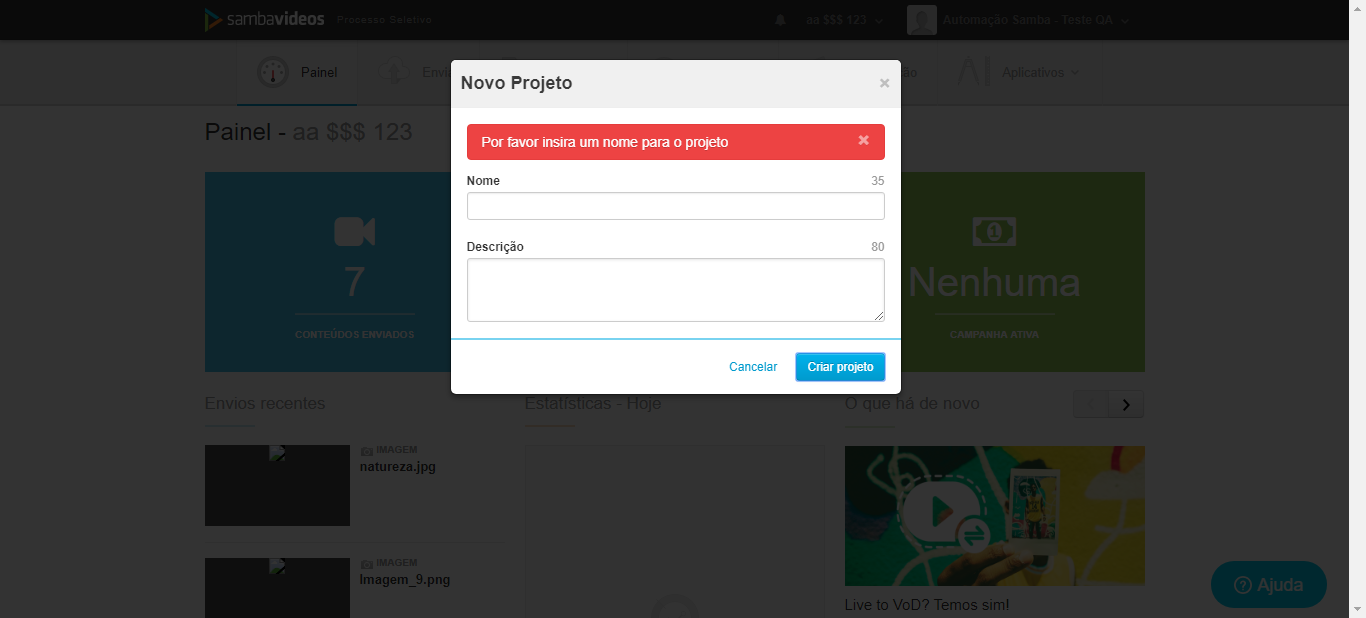 sambavideos Processo Seletivo
aa $$$ 123
Automação Samba - Teste QA
Painel
Aplicativos
Novo Projeto
Painel - aa $$$ 123
Por favor insira um nome para o projeto
Nome 35
Descrição 80
Cancelar Criar projeto
7
CONTEÚDOS ENVIADOS
1
Nenhuma
CAMPANHA ATIVA
Envios recentes
IMAGEM
natureza.jpg
IMAGEM
Imagem_9.png
Estatísticas - Hoje
O que há de novo
Live to VoD? Temos sim!
Ajuda